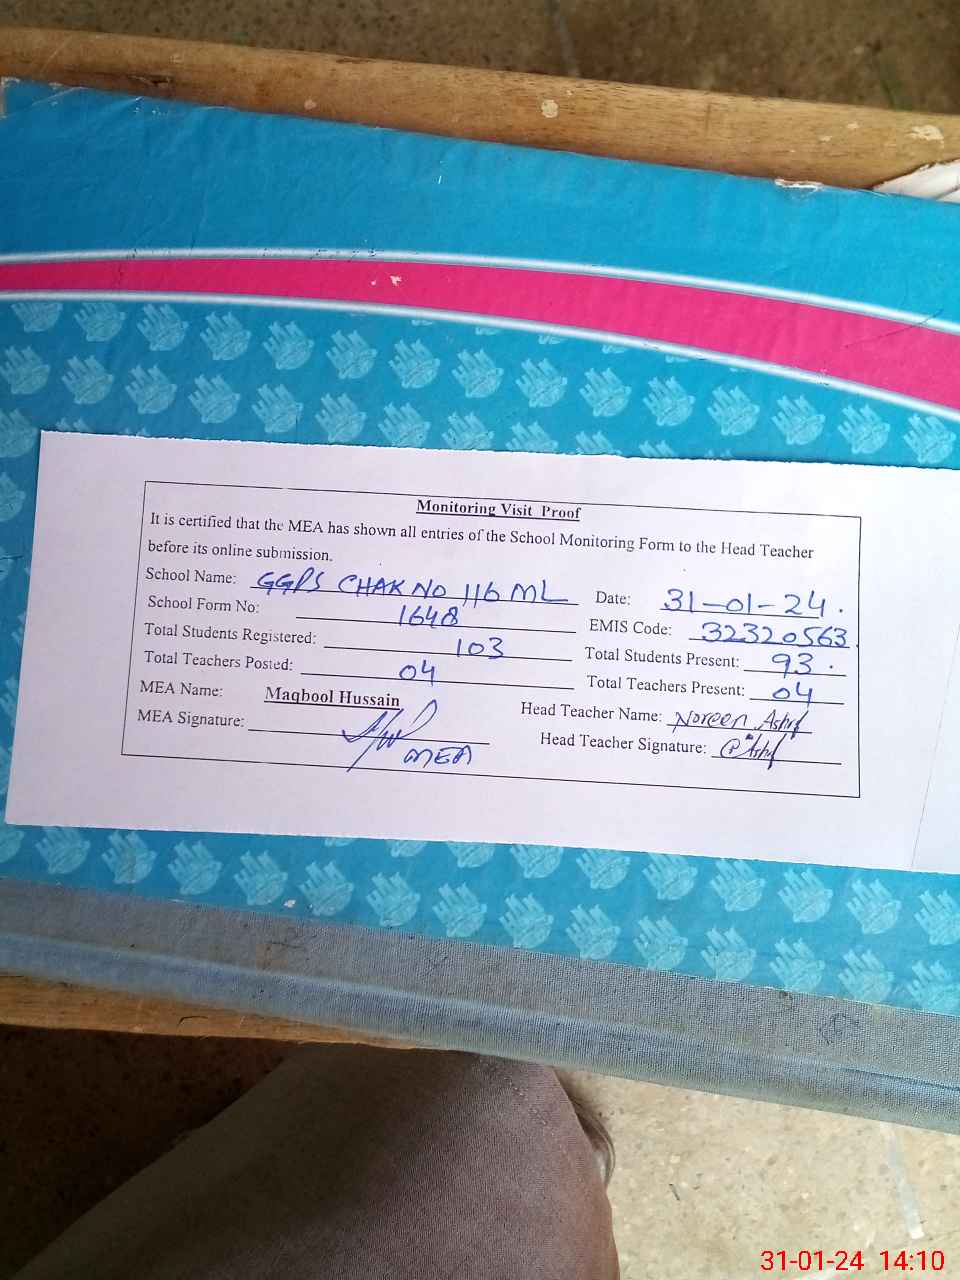 Monitoring Visit Proof
It is certified that the MEA has shown all entries of the School Monitoring Form to the Head Teacher
before its online submission.
School Name: GGPS CHAK NO 116 ML Date: 31-01-24.
School Form No: 1648 EMIS Code: 32320563
Total Students Registered: 103 Total Students Present: 93.
Total Teachers Posted: 04 Total Teachers Present: 04
MEA Name: Maqbool Hussain Head Teacher Name: Noreen Ashrf
MEA Signature: Head Teacher Signature:
MEA
31-01-24 14:10